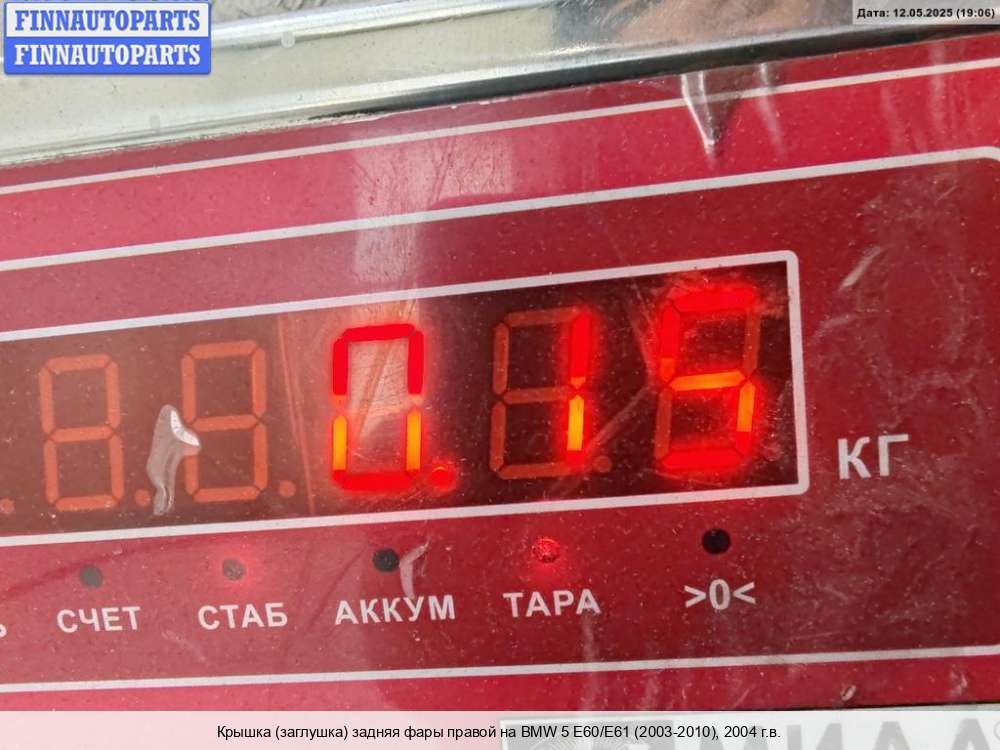 FINNAUTOPARTS
FINNAUTOPARTS
Дата: 12.05.2025 (19:06)
0.15
КГ
СЧЕТ СТАБ АККУМ ТАРА >0<
Крышка (заглушка) задняя фары правой на BMW 5 E60/E61 (2003-2010), 2004 г.в.